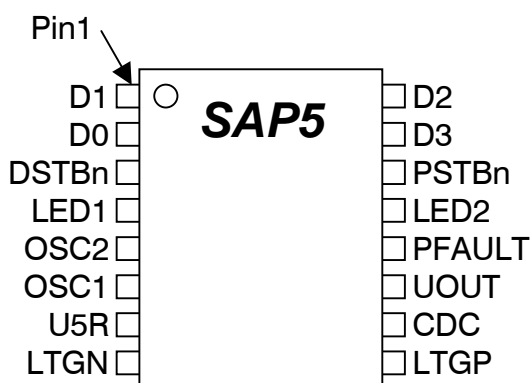 Pin1
SAP5
D1 D2
D0 D3
DSTBn PSTBn
LED1 LED2
OSC2 PFAULT
OSC1 UOUT
U5R CDC
LTGN LTGP